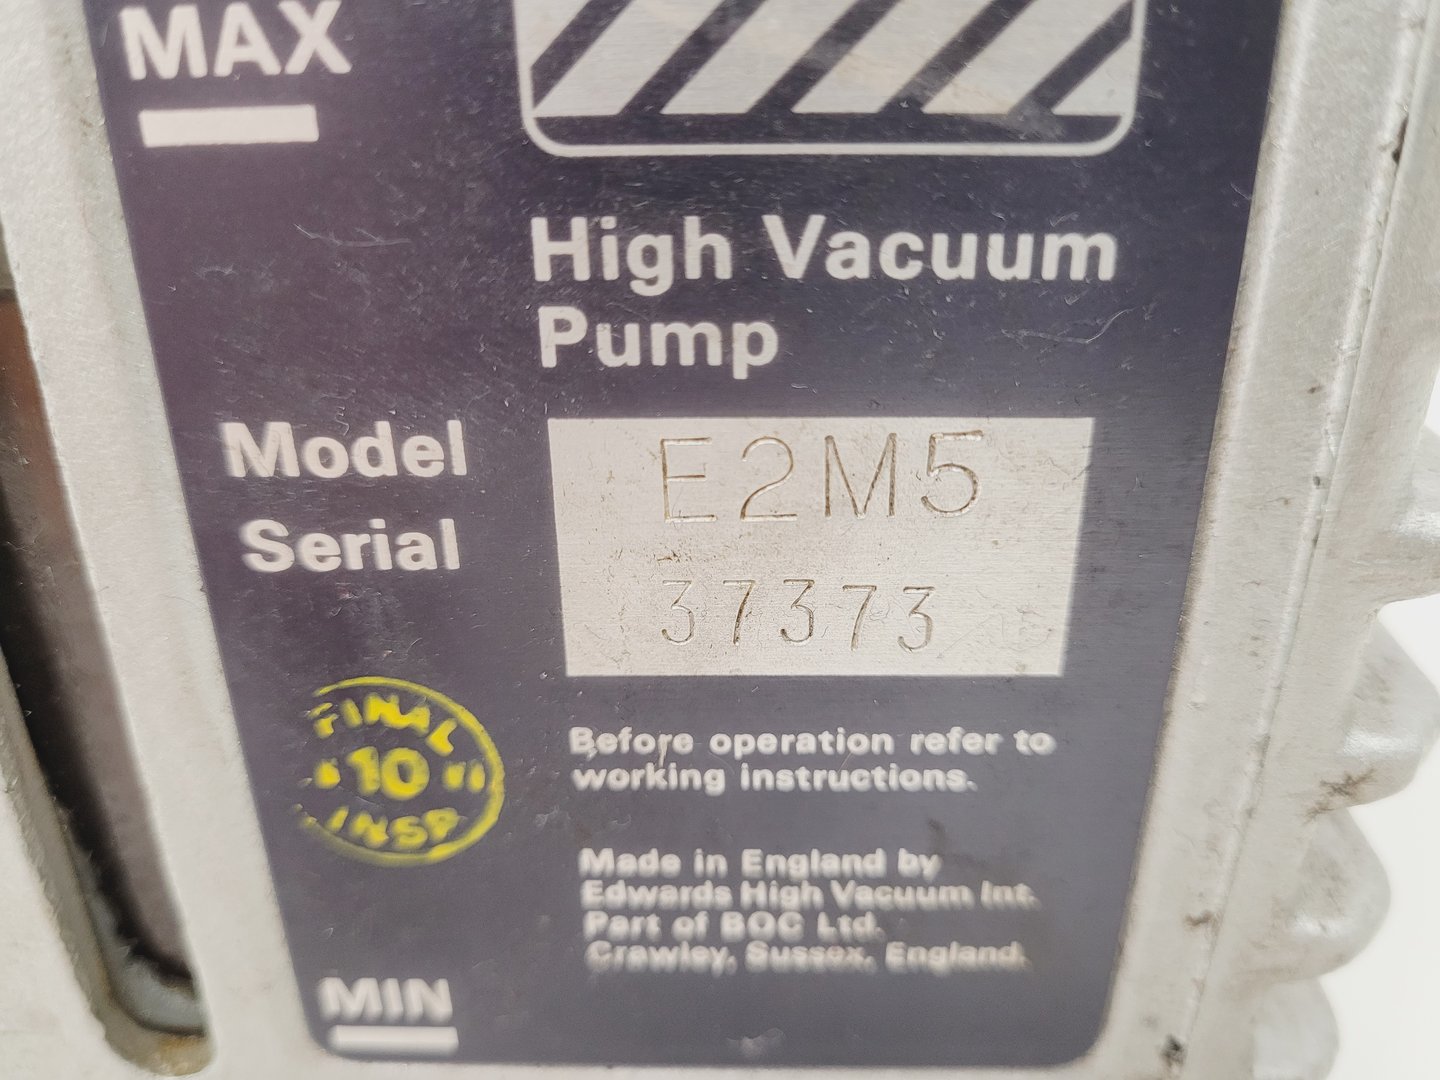 MAX
High Vacuum
Pump
Model E2M5
Serial 37373
FINAL
10
INSP
Before operation refer to
working instructions.
Made in England by
Edwards High Vacuum Int.
Part of BOC Ltd.
Crawley, Sussex, England.
MIN